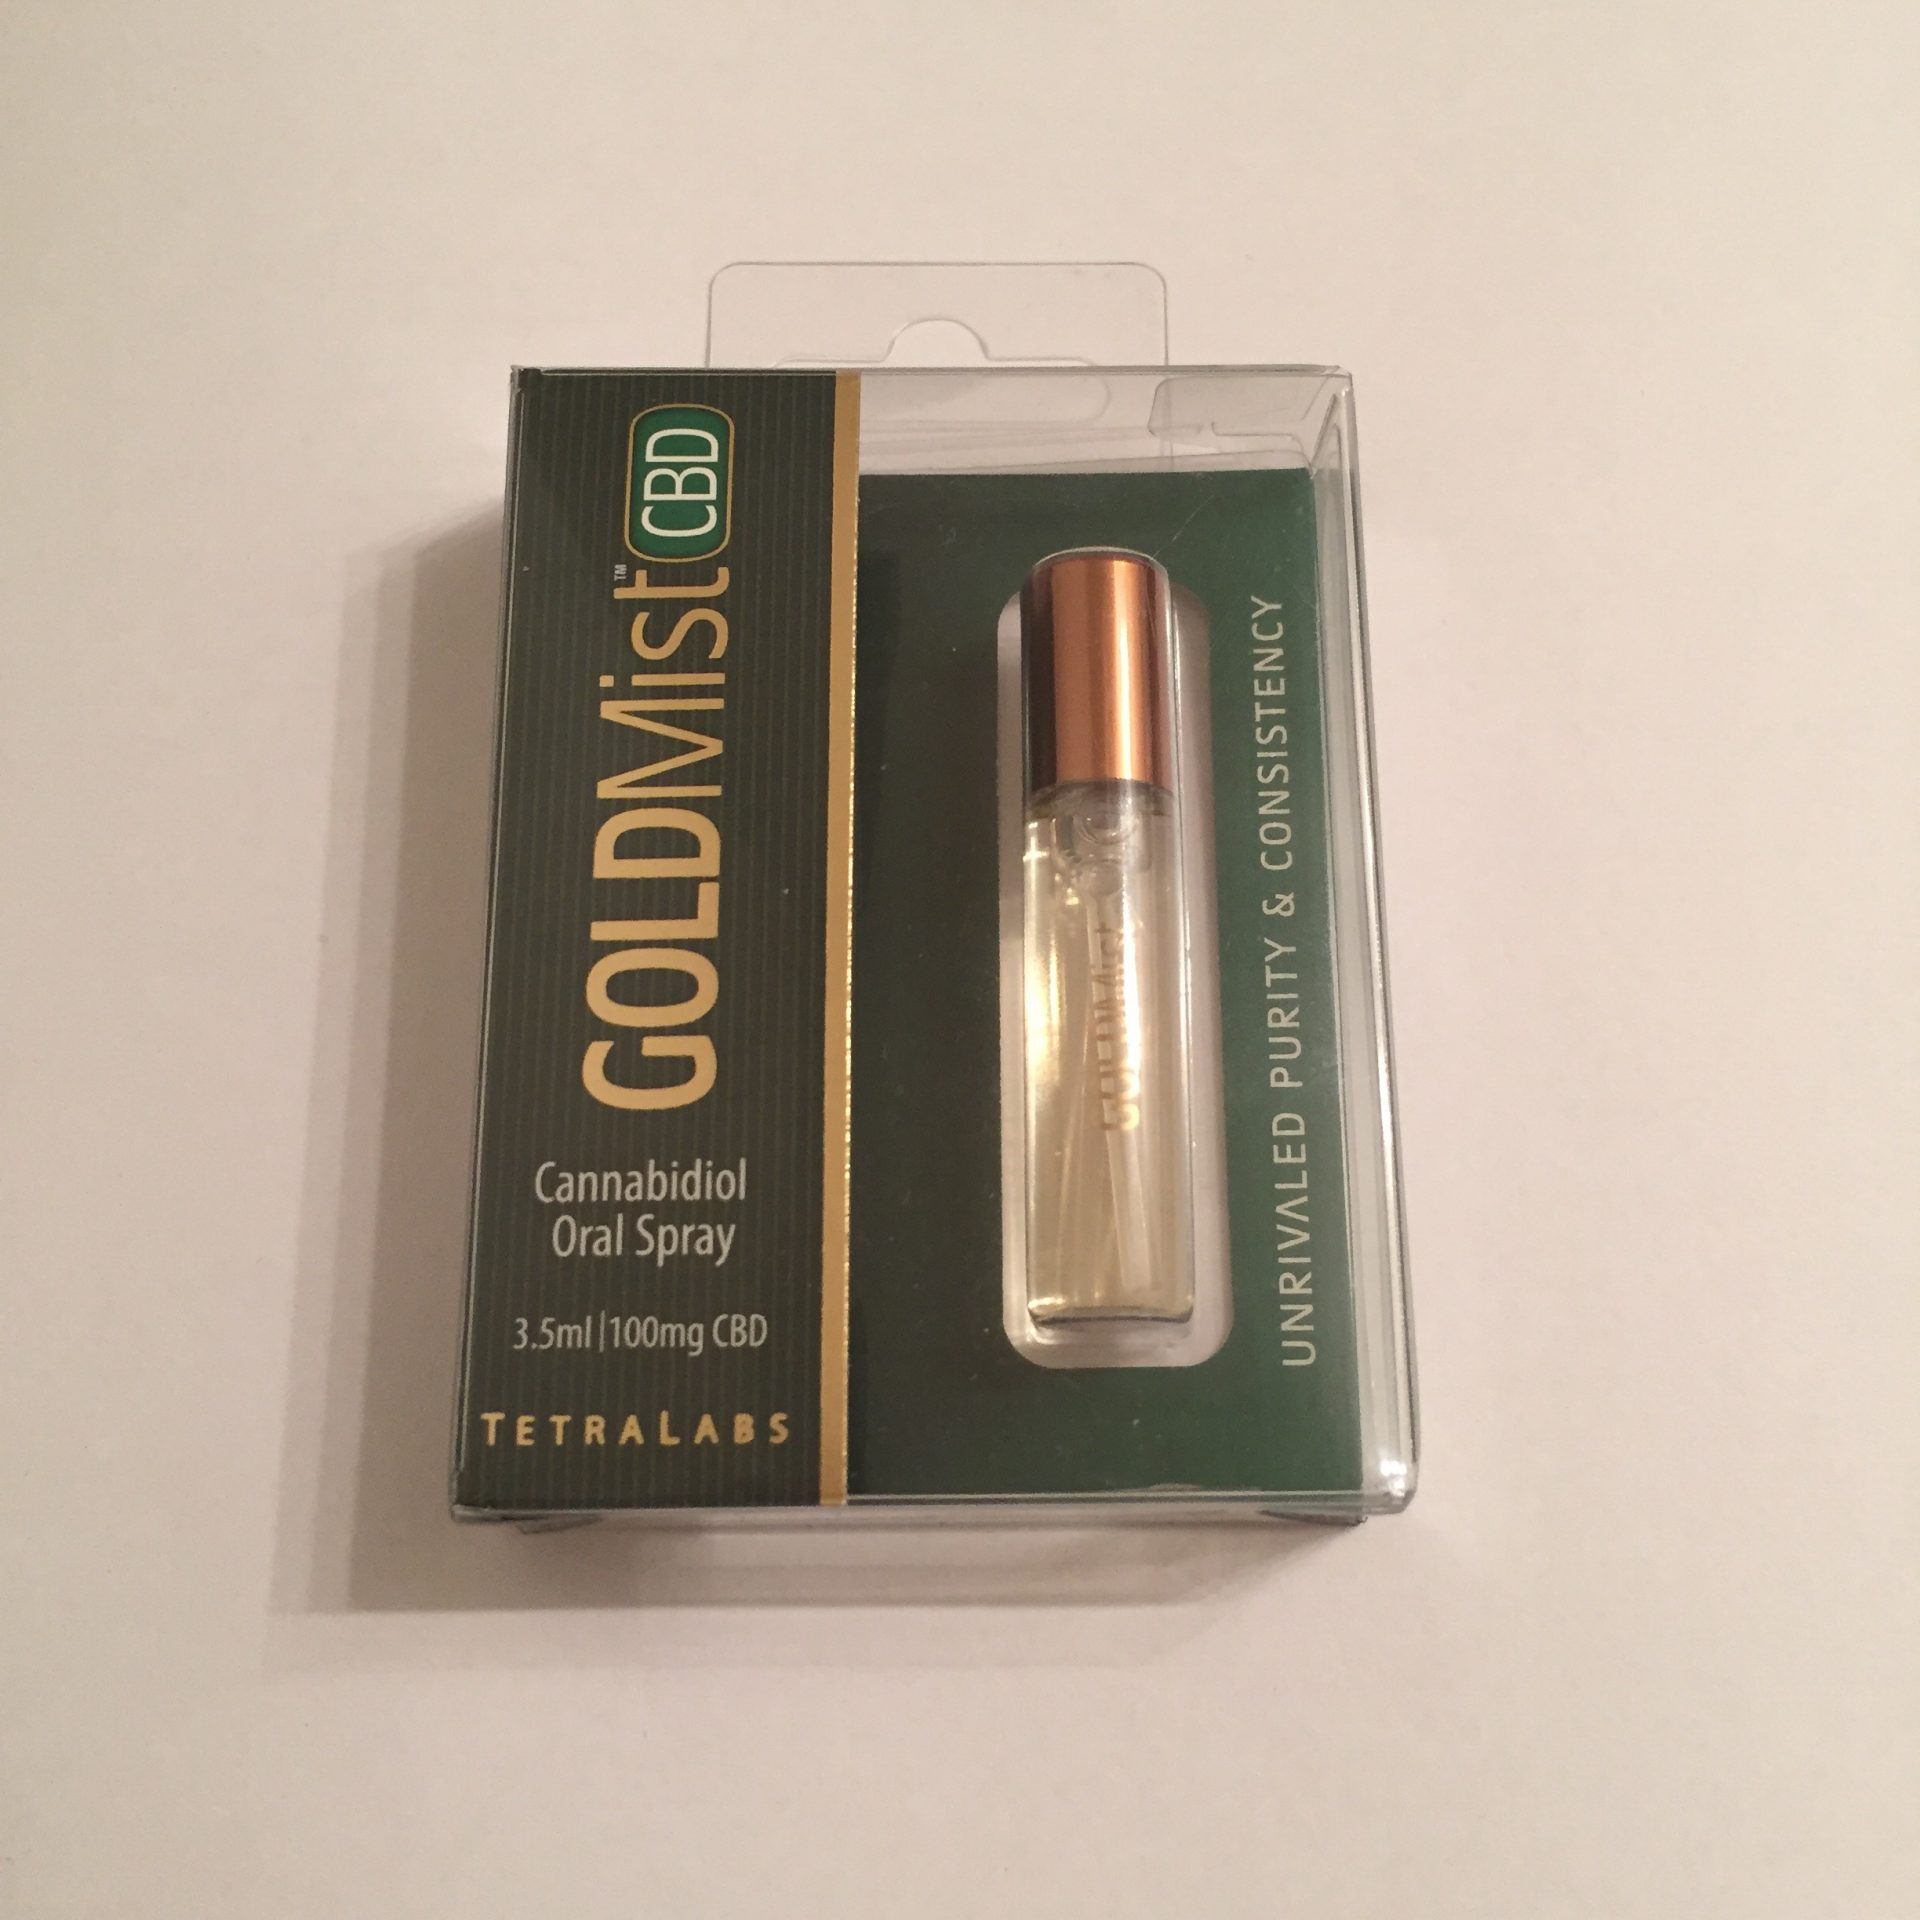 GOLDMist™ CBD
Cannabidiol
Oral Spray
3.5ml|100mg CBD
TETRALABS
GOLDMist
UNRIVALED PURITY & CONSISTENCY